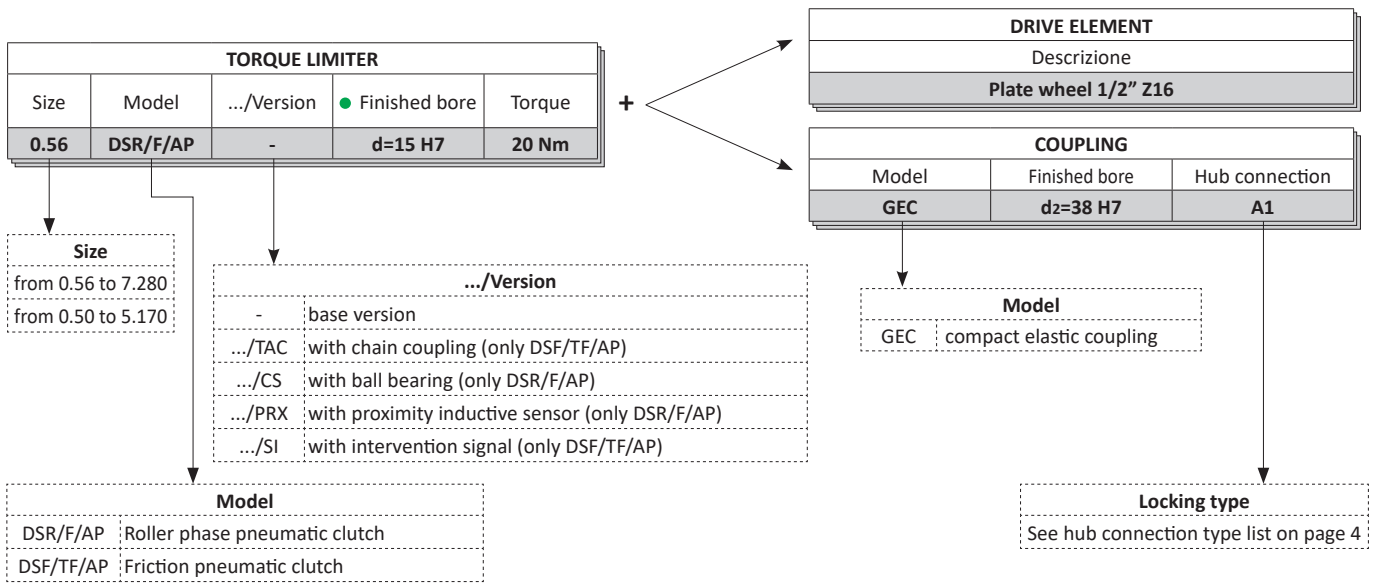 TORQUE LIMITER
Size Model .../Version ● Finished bore Torque
0.56 DSR/F/AP - d=15 H7 20 Nm
+
DRIVE ELEMENT
Descrizione
Plate wheel 1/2” Z16
COUPLING
Model Finished bore Hub connection
GEC d2=38 H7 A1
Size
from 0.56 to 7.280
from 0.50 to 5.170
.../Version
- base version
.../TAC with chain coupling (only DSF/TF/AP)
.../CS with ball bearing (only DSR/F/AP)
.../PRX with proximity inductive sensor (only DSR/F/AP)
.../SI with intervention signal (only DSF/TF/AP)
Model
GEC compact elastic coupling
Model
DSR/F/AP Roller phase pneumatic clutch
DSF/TF/AP Friction pneumatic clutch
Locking type
See hub connection type list on page 4